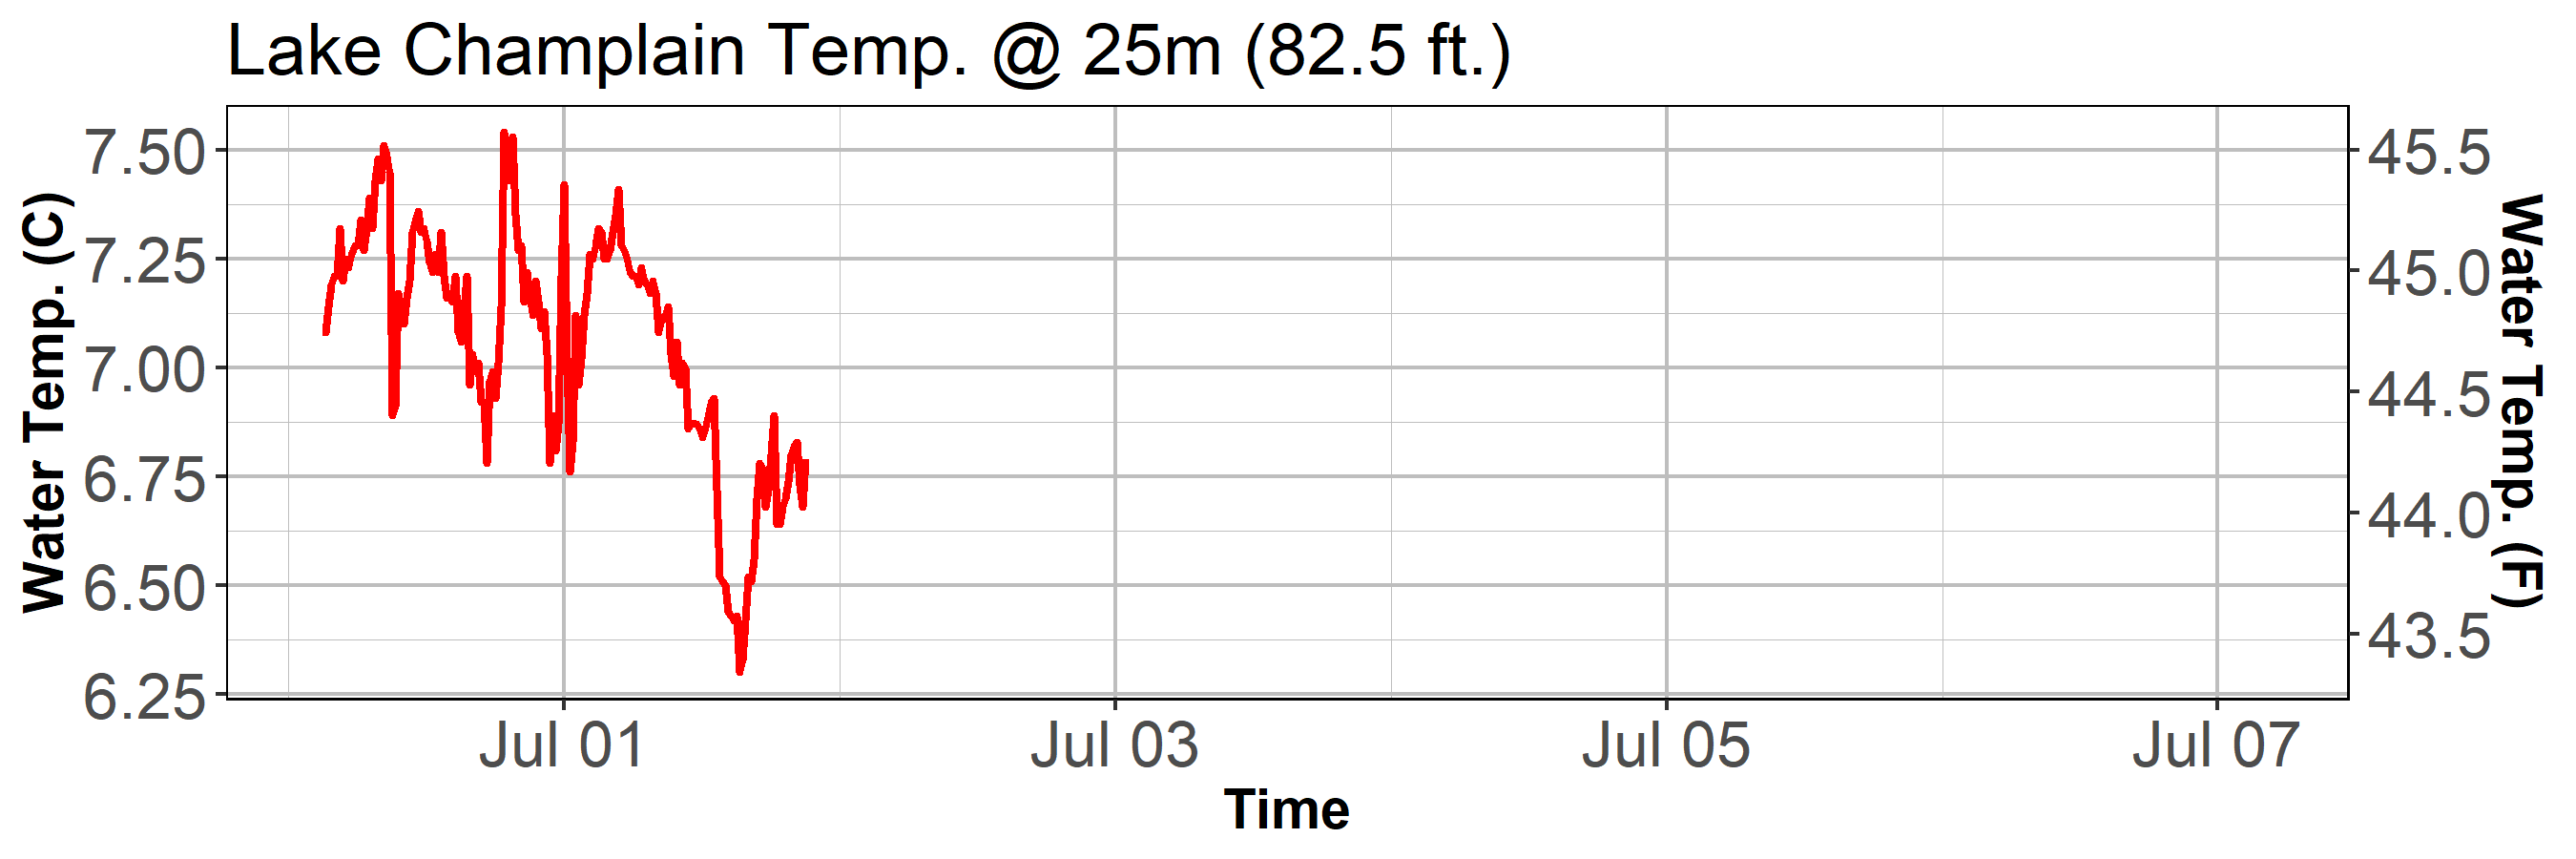 Lake Champlain Temp. @ 25m (82.5 ft.)
Water Temp. (C)
7.50
7.25
7.00
6.75
6.50
6.25
45.5
45.0
44.5
44.0
43.5
Water Temp. (F)
Jul 01 Jul 03 Jul 05 Jul 07
Time